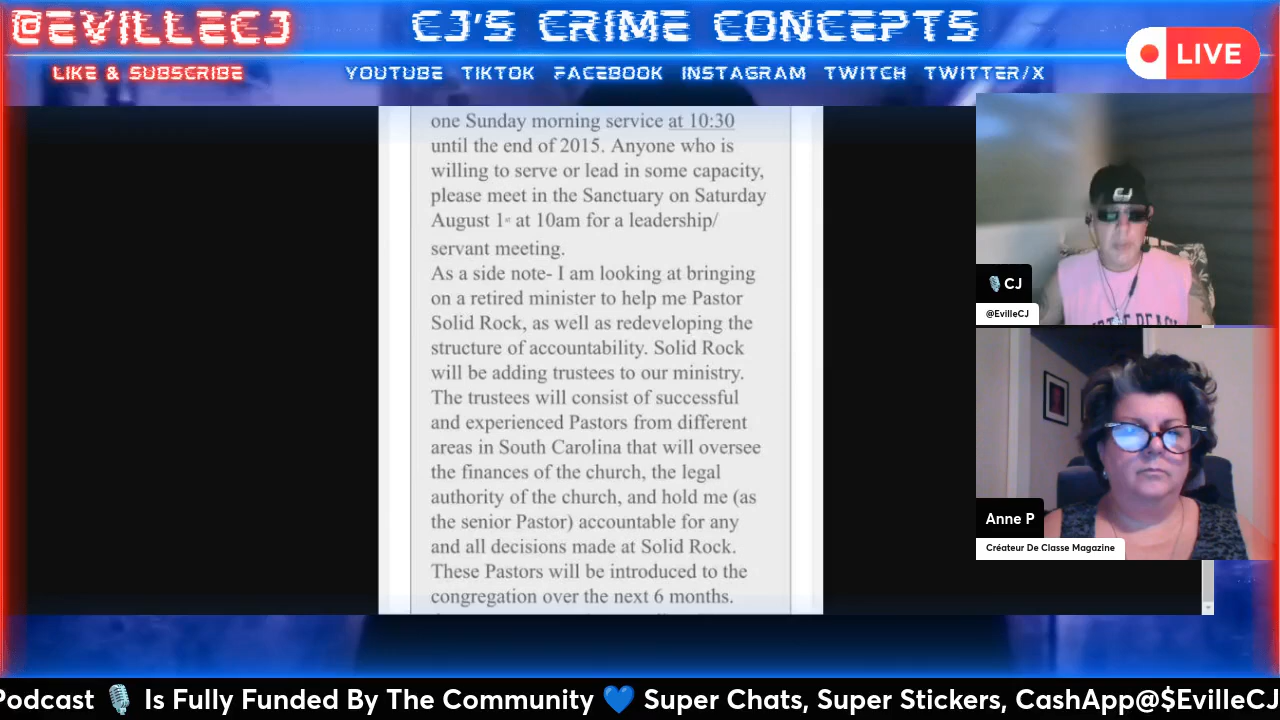 @EVILLECJ
CJ'S CRIME CONCEPTS
LIVE
LIKE & SUBSCRIBE
YOUTUBE TIKTOK FACEBOOK INSTAGRAM TWITCH TWITTER/X
one Sunday morning service at 10:30
until the end of 2015. Anyone who is
willing to serve or lead in some capacity,
please meet in the Sanctuary on Saturday
August 1st at 10am for a leadership/
servant meeting.
As a side note- I am looking at bringing
on a retired minister to help me Pastor
Solid Rock, as well as redeveloping the
structure of accountability. Solid Rock
will be adding trustees to our ministry.
The trustees will consist of successful
and experienced Pastors from different
areas in South Carolina that will oversee
the finances of the church, the legal
authority of the church, and hold me (as
the senior Pastor) accountable for any
and all decisions made at Solid Rock.
These Pastors will be introduced to the
congregation over the next 6 months.
CJ
🎙️CJ
@EvilleCJ
Anne P
Créateur De Classe Magazine
Podcast 🎙️ Is Fully Funded By The Community 💙 Super Chats, Super Stickers, CashApp@$EvilleCJ